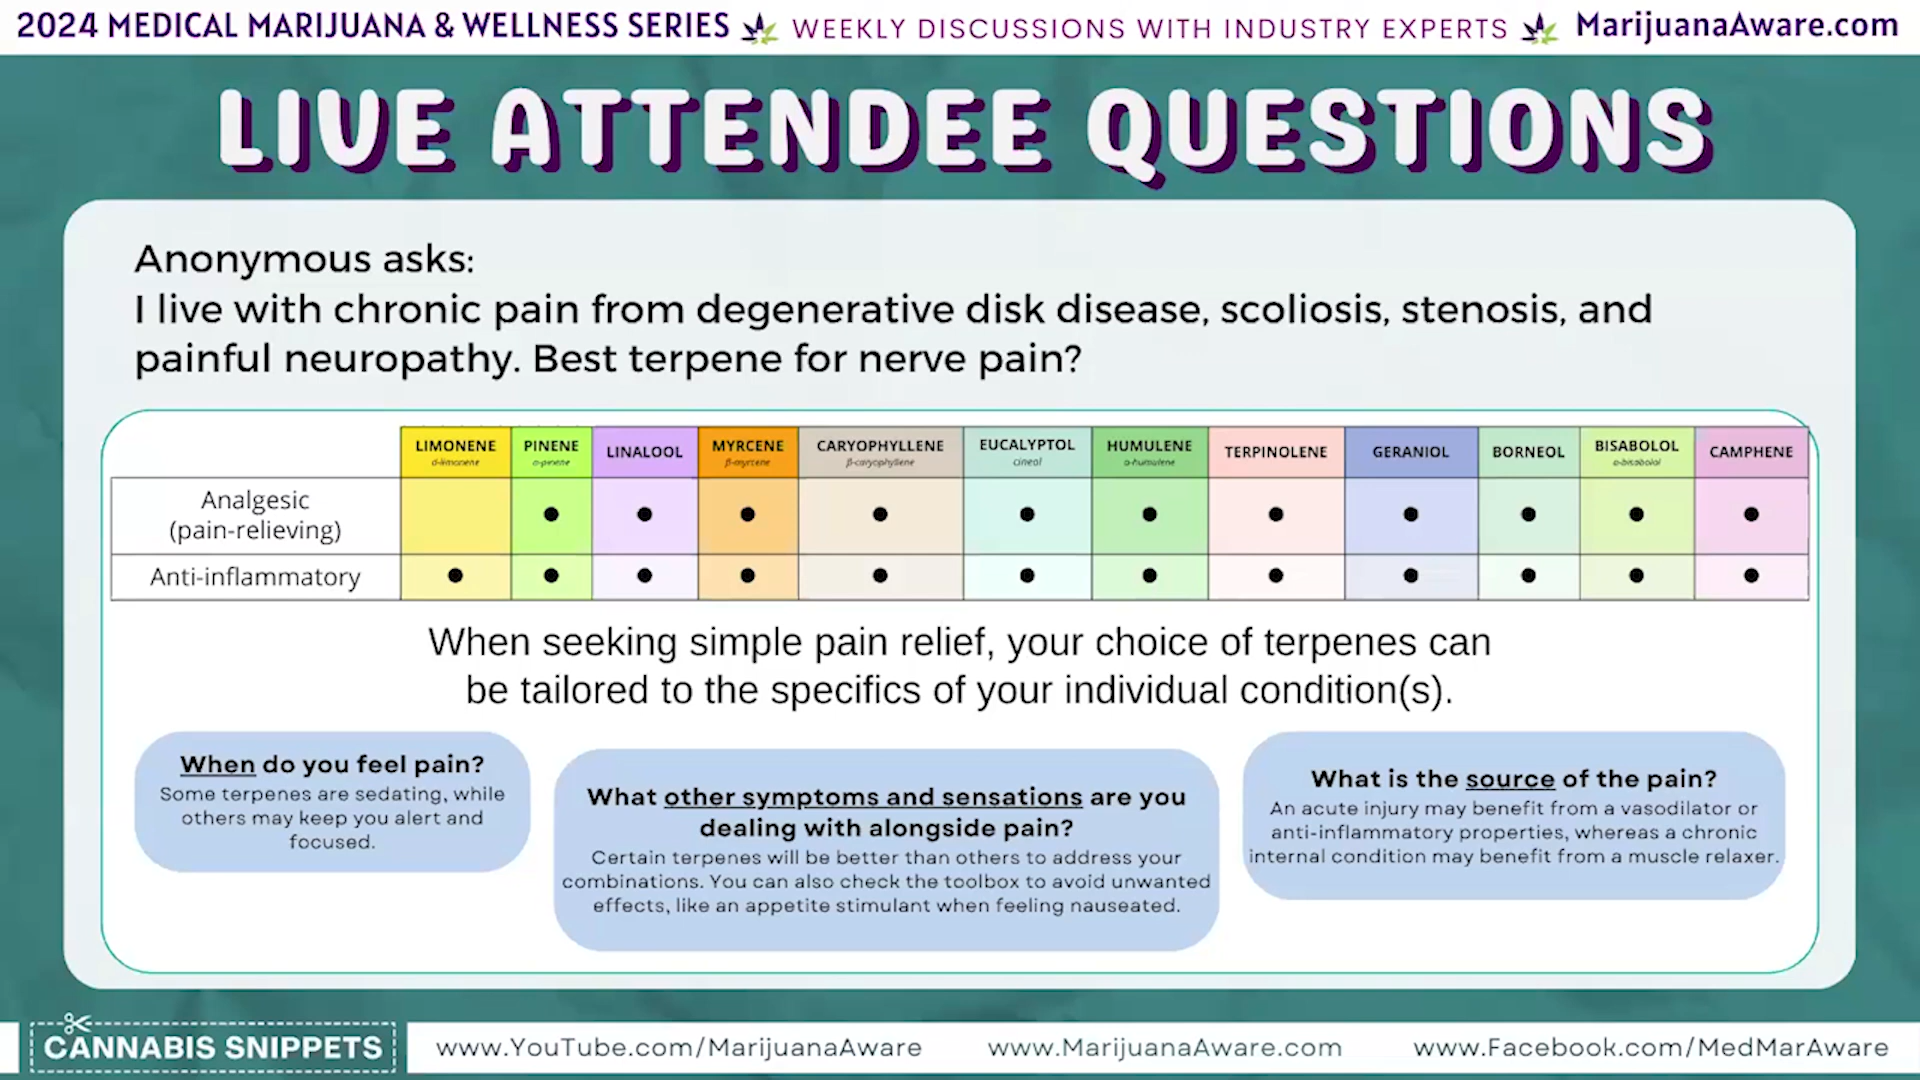 2024 MEDICAL MARIJUANA & WELLNESS SERIES WEEKLY DISCUSSIONS WITH INDUSTRY EXPERTS MarijuanaAware.com
LIVE ATTENDEE QUESTIONS
Anonymous asks:
I live with chronic pain from degenerative disk disease, scoliosis, stenosis, and
painful neuropathy. Best terpene for nerve pain?
LIMONENE PINENE LINALOOL MYRCENE CARYOPHYLLENE EUCALYPTOL HUMULENE TERPINOLENE GERANIOL BORNEOL BISABOLOL CAMPHENE
d-limonene α-pinene β-myrcene β-caryophyllene cineol α-humulene α-bisabolol
Analgesic
(pain-relieving)
Anti-inflammatory
When seeking simple pain relief, your choice of terpenes can
be tailored to the specifics of your individual condition(s).
When do you feel pain?
Some terpenes are sedating, while
others may keep you alert and
focused.
What other symptoms and sensations are you
dealing with alongside pain?
Certain terpenes will be better than others to address your
combinations. You can also check the toolbox to avoid unwanted
effects, like an appetite stimulant when feeling nauseated.
What is the source of the pain?
An acute injury may benefit from a vasodilator or
anti-inflammatory properties, whereas a chronic
internal condition may benefit from a muscle relaxer.
CANNABIS SNIPPETS www.YouTube.com/MarijuanaAware www.MarijuanaAware.com www.Facebook.com/MedMarAware